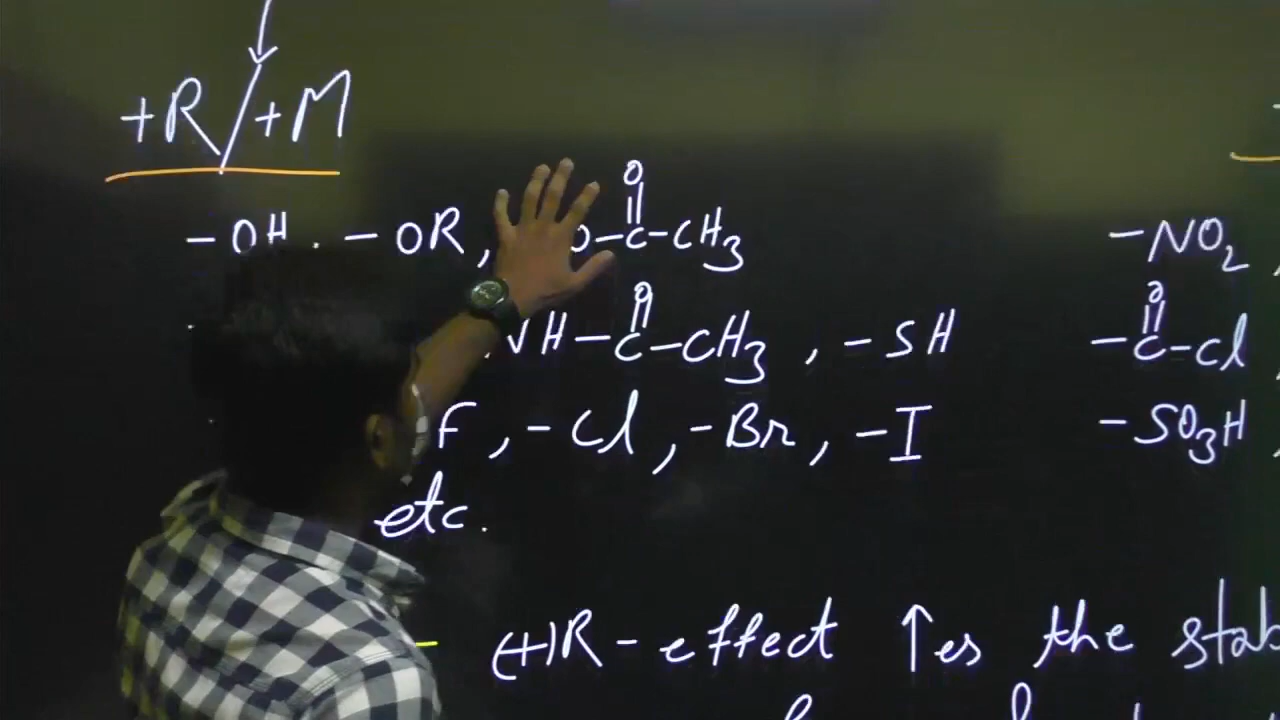 +R/+M
-OH, -OR, O-C(=O)-CH3
-NO2,
NH-C(=O)-CH3, -SH
-C(=O)-Cl,
F, -Cl, -Br, -I
-SO3H,
etc.
(+)R-effect ↑es the stab